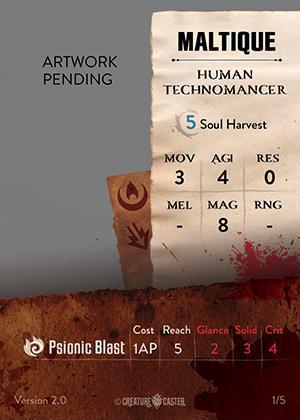 MALTIQUE
HUMAN
TECHNOMANCER
ARTWORK
PENDING
5 Soul Harvest
MOV AGI RES
3 4 0
MEL MAG RNG
- 8 -
Cost Reach Glance Solid Crit
Psionic Blast 1AP 5 2 3 4
Version 2.0 © CREATURE CASTER 1/5